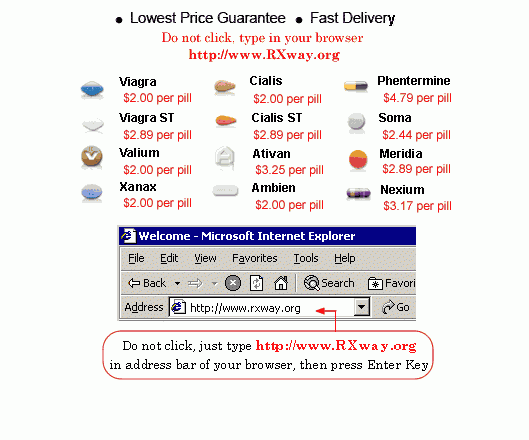 ● Lowest Price Guarantee ● Fast Delivery
Do not click, type in your browser
http://www.RXway.org
Viagra
$2.00 per pill
Cialis
$2.00 per pill
Phentermine
$4.79 per pill
Viagra ST
$2.89 per pill
Cialis ST
$2.89 per pill
Soma
$2.44 per pill
Valium
$2.00 per pill
Ativan
$3.25 per pill
Meridia
$2.89 per pill
Xanax
$2.00 per pill
Ambien
$2.00 per pill
Nexium
$3.17 per pill
Welcome - Microsoft Internet Explorer
File Edit View Favorites Tools Help
Back Search Favori
Address http://www.rxway.org Go
Do not click, just type http://www.RXway.org
in address bar of your browser, then press Enter Key